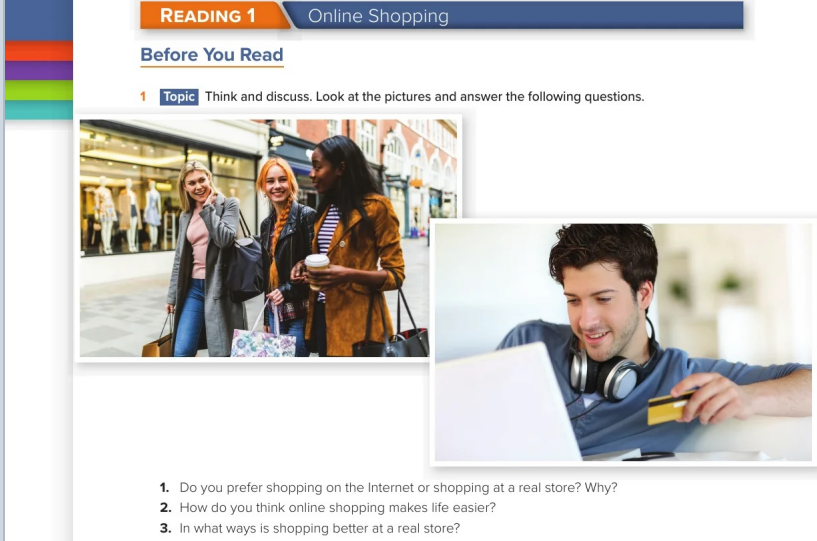 READING 1 Online Shopping
Before You Read
1 Topic Think and discuss. Look at the pictures and answer the following questions.
1. Do you prefer shopping on the Internet or shopping at a real store? Why?
2. How do you think online shopping makes life easier?
3. In what ways is shopping better at a real store?